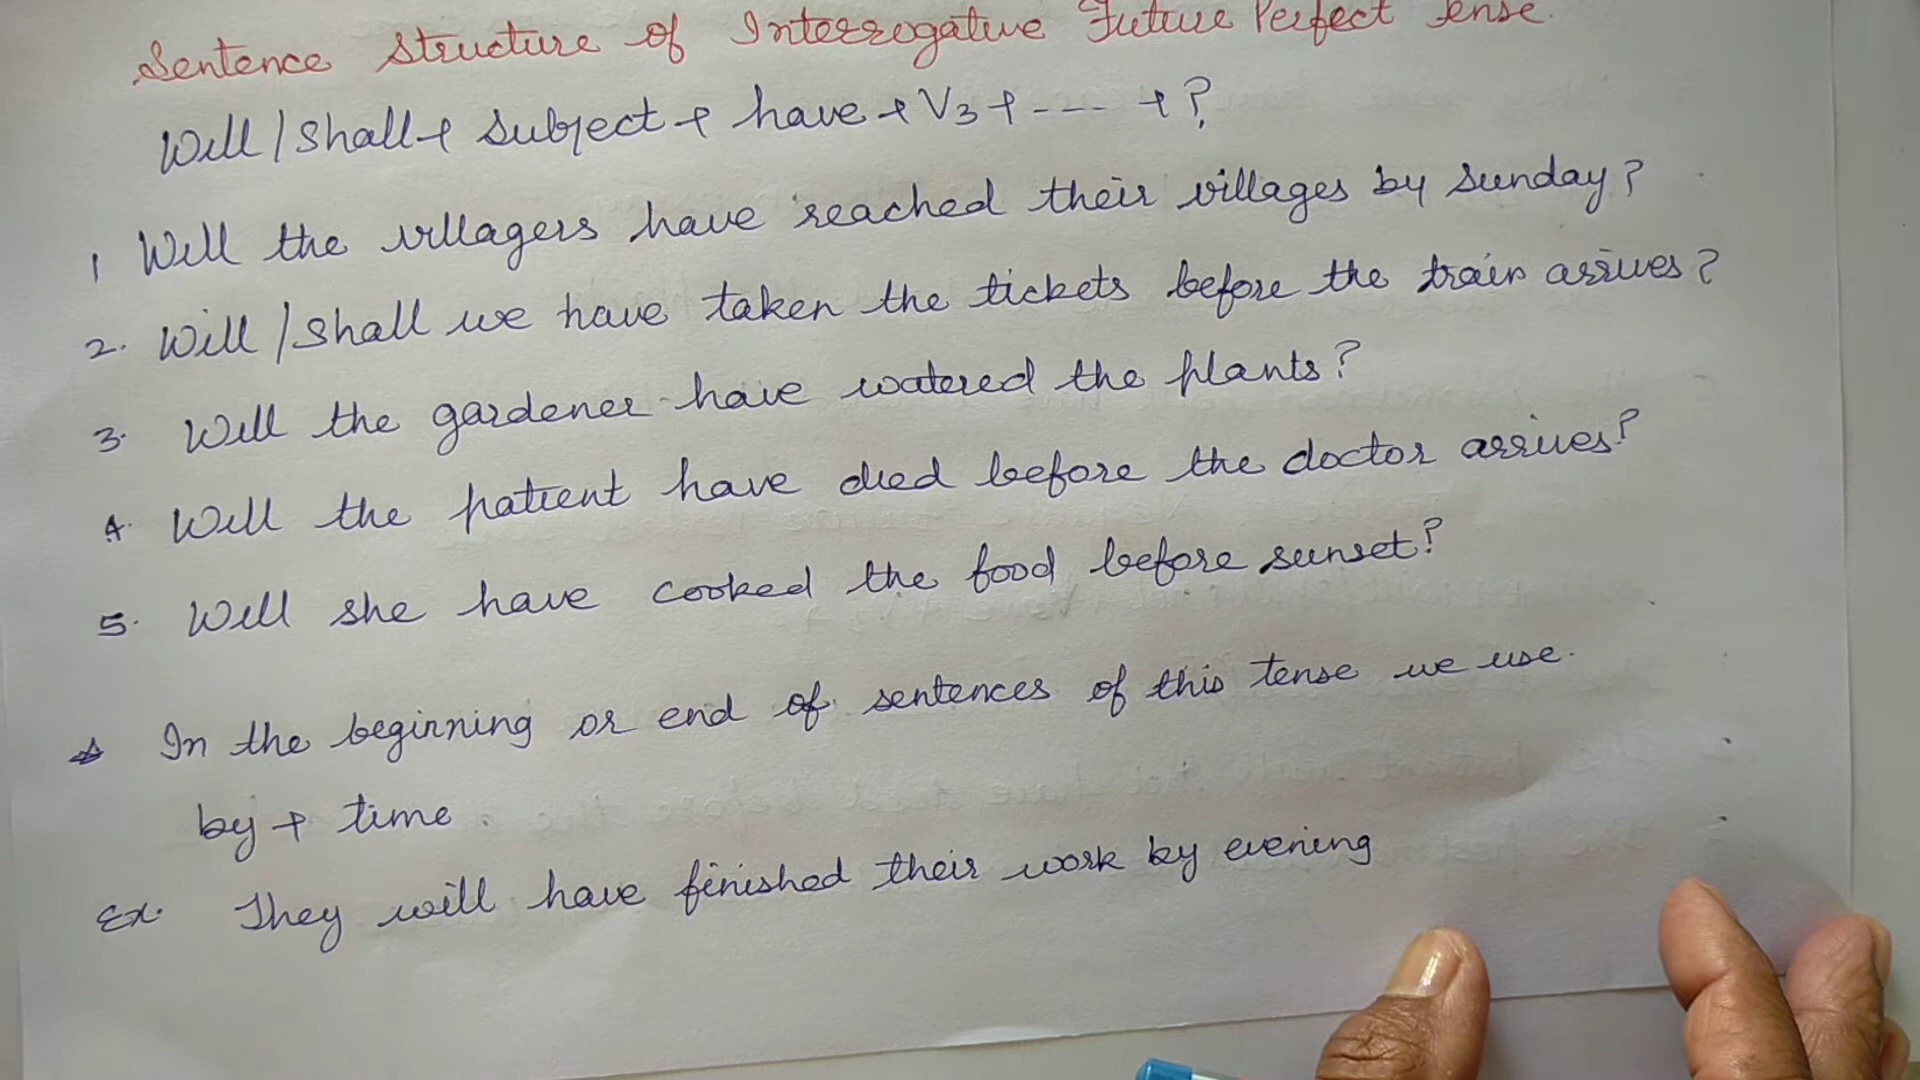 Sentence Structure of Interrogative Future Perfect Tense.
Will/Shall + Subject + have + V3 + ---- + ?
1 Will the villagers have reached their villages by Sunday?
2. Will/Shall we have taken the tickets before the train arrives?
3. Will the gardener have watered the plants?
4. Will the patient have died before the doctor arrives?
5. Will she have cooked the food before sunset?
In the beginning or end of sentences of this tense we use.
by + time.
Ex. They will have finished their work by evening